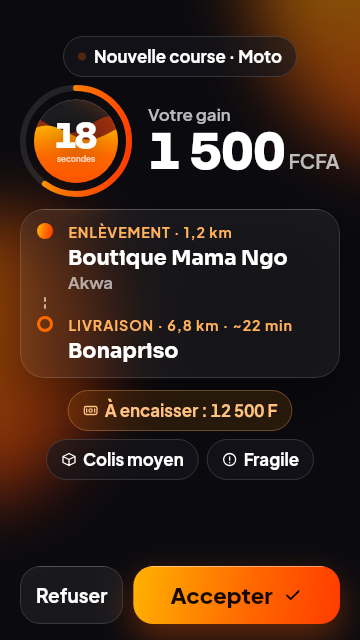 Nouvelle course · Moto
18
secondes
Votre gain
1 500 FCFA
ENLÈVEMENT · 1,2 km
Boutique Mama Ngo
Akwa
LIVRAISON · 6,8 km · ~22 min
Bonapriso
À encaisser : 12 500 F
Colis moyen
Fragile
Refuser
Accepter